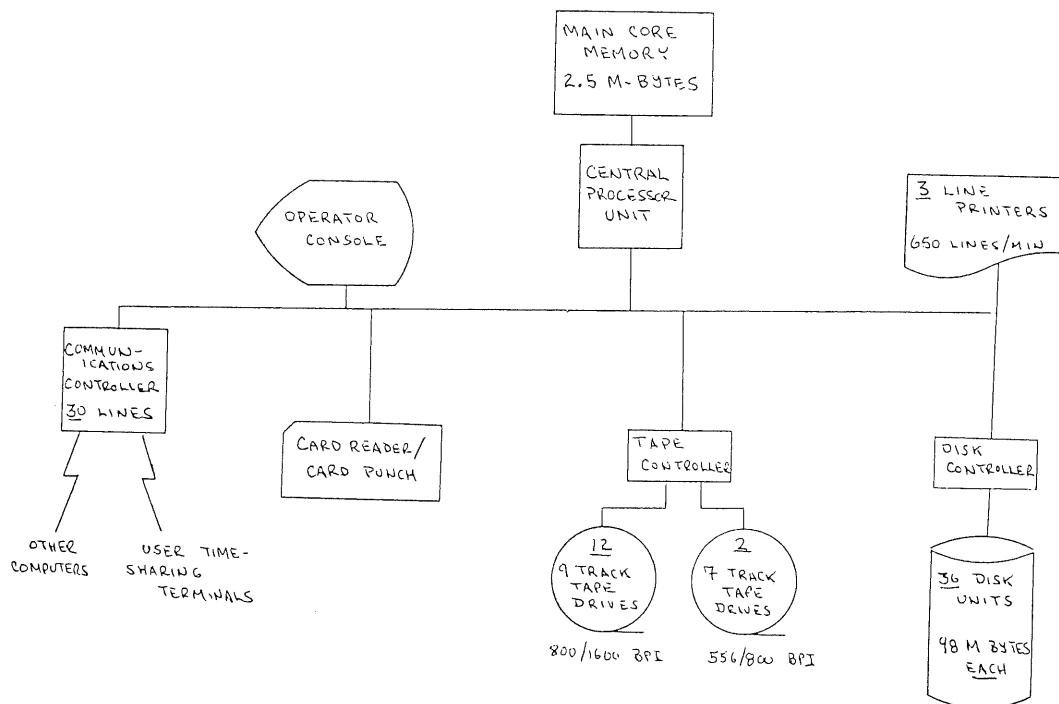 MAIN CORE
MEMORY
2.5 M-BYTES
CENTRAL
PROCESSOR
UNIT
OPERATOR
CONSOLE
3 LINE
PRINTERS
650 LINES/MIN
COMMUN-
ICATIONS
CONTROLLER
30 LINES
CARD READER/
CARD PUNCH
TAPE
CONTROLLER
DISK
CONTROLLER
OTHER
COMPUTERS
USER TIME-
SHARING
TERMINALS
12
9 TRACK
TAPE
DRIVES
800/1600 BPI
2
7 TRACK
TAPE
DRIVES
556/800 BPI
36 DISK
UNITS
98 M BYTES
EACH